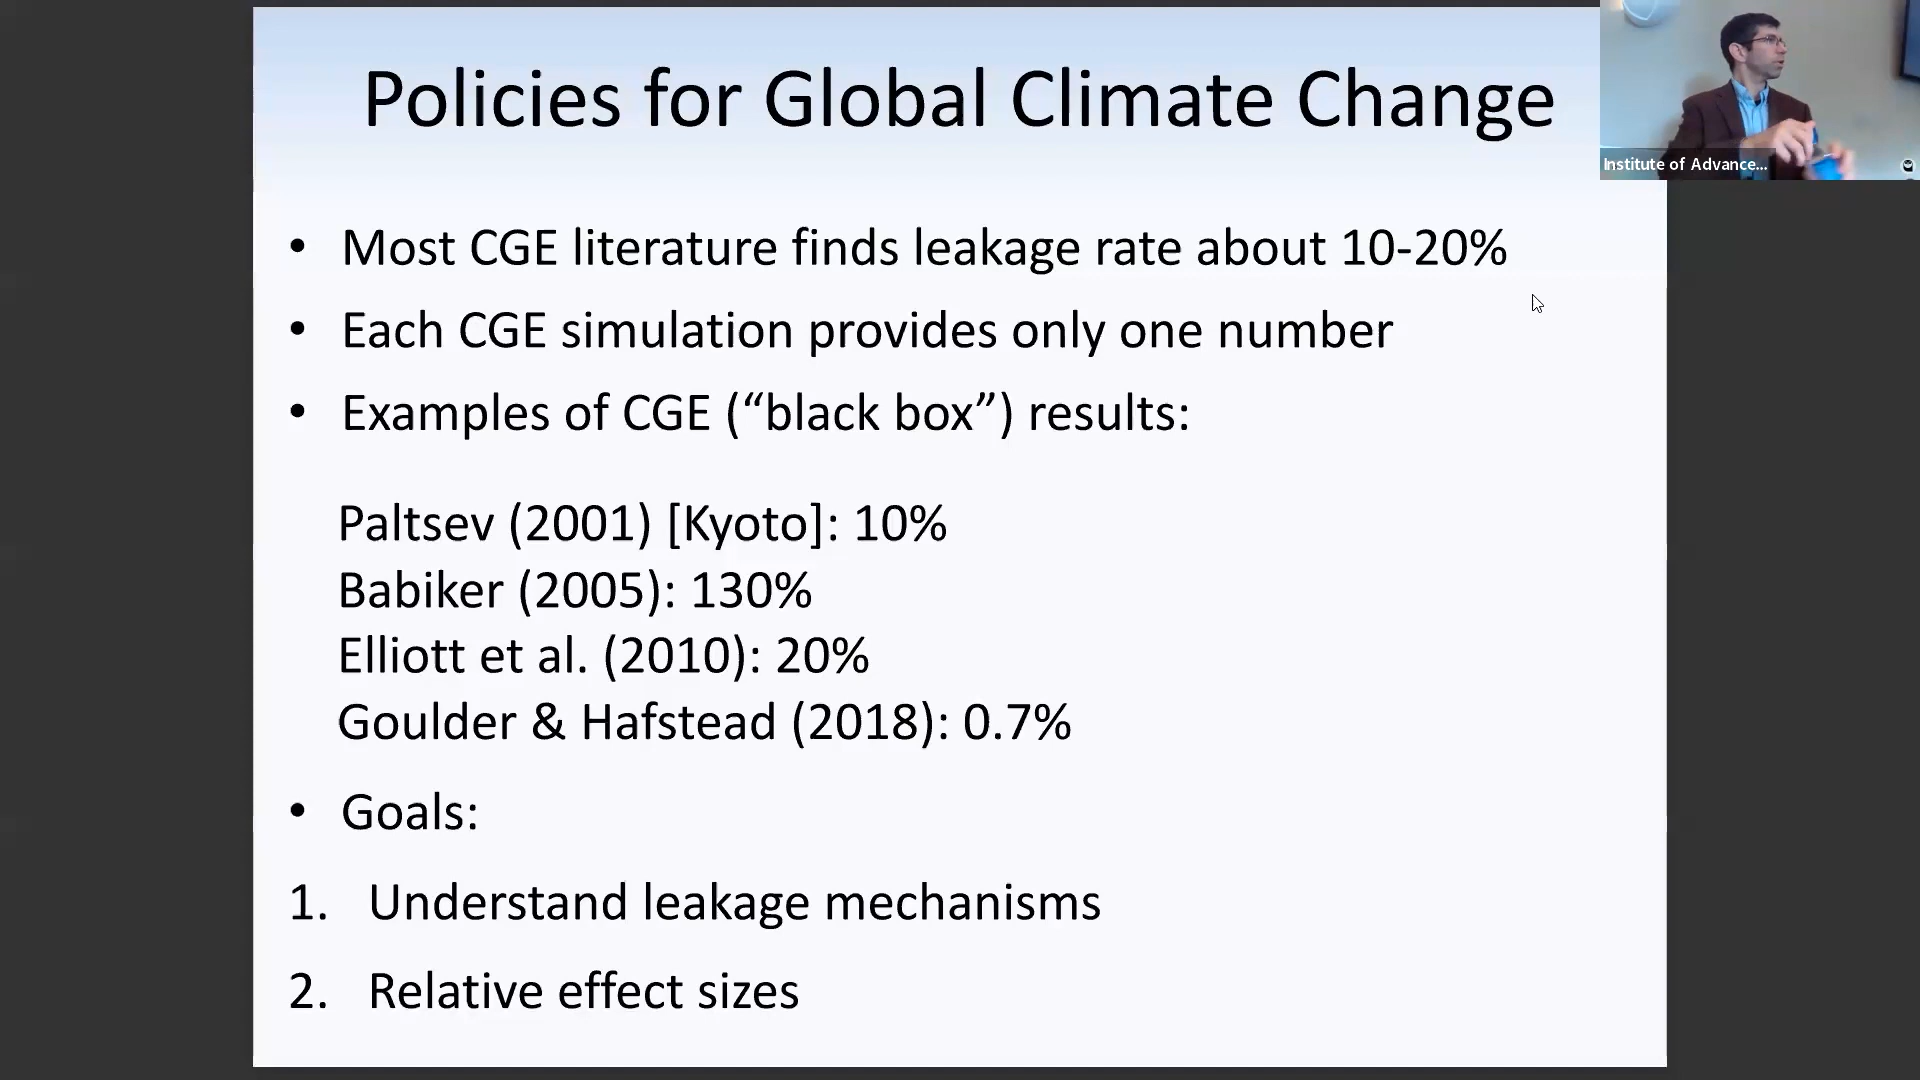 Policies for Global Climate Change
Institute of Advance...
• Most CGE literature finds leakage rate about 10-20%
• Each CGE simulation provides only one number
• Examples of CGE (“black box”) results:
Paltsev (2001) [Kyoto]: 10%
Babiker (2005): 130%
Elliott et al. (2010): 20%
Goulder & Hafstead (2018): 0.7%
• Goals:
1. Understand leakage mechanisms
2. Relative effect sizes